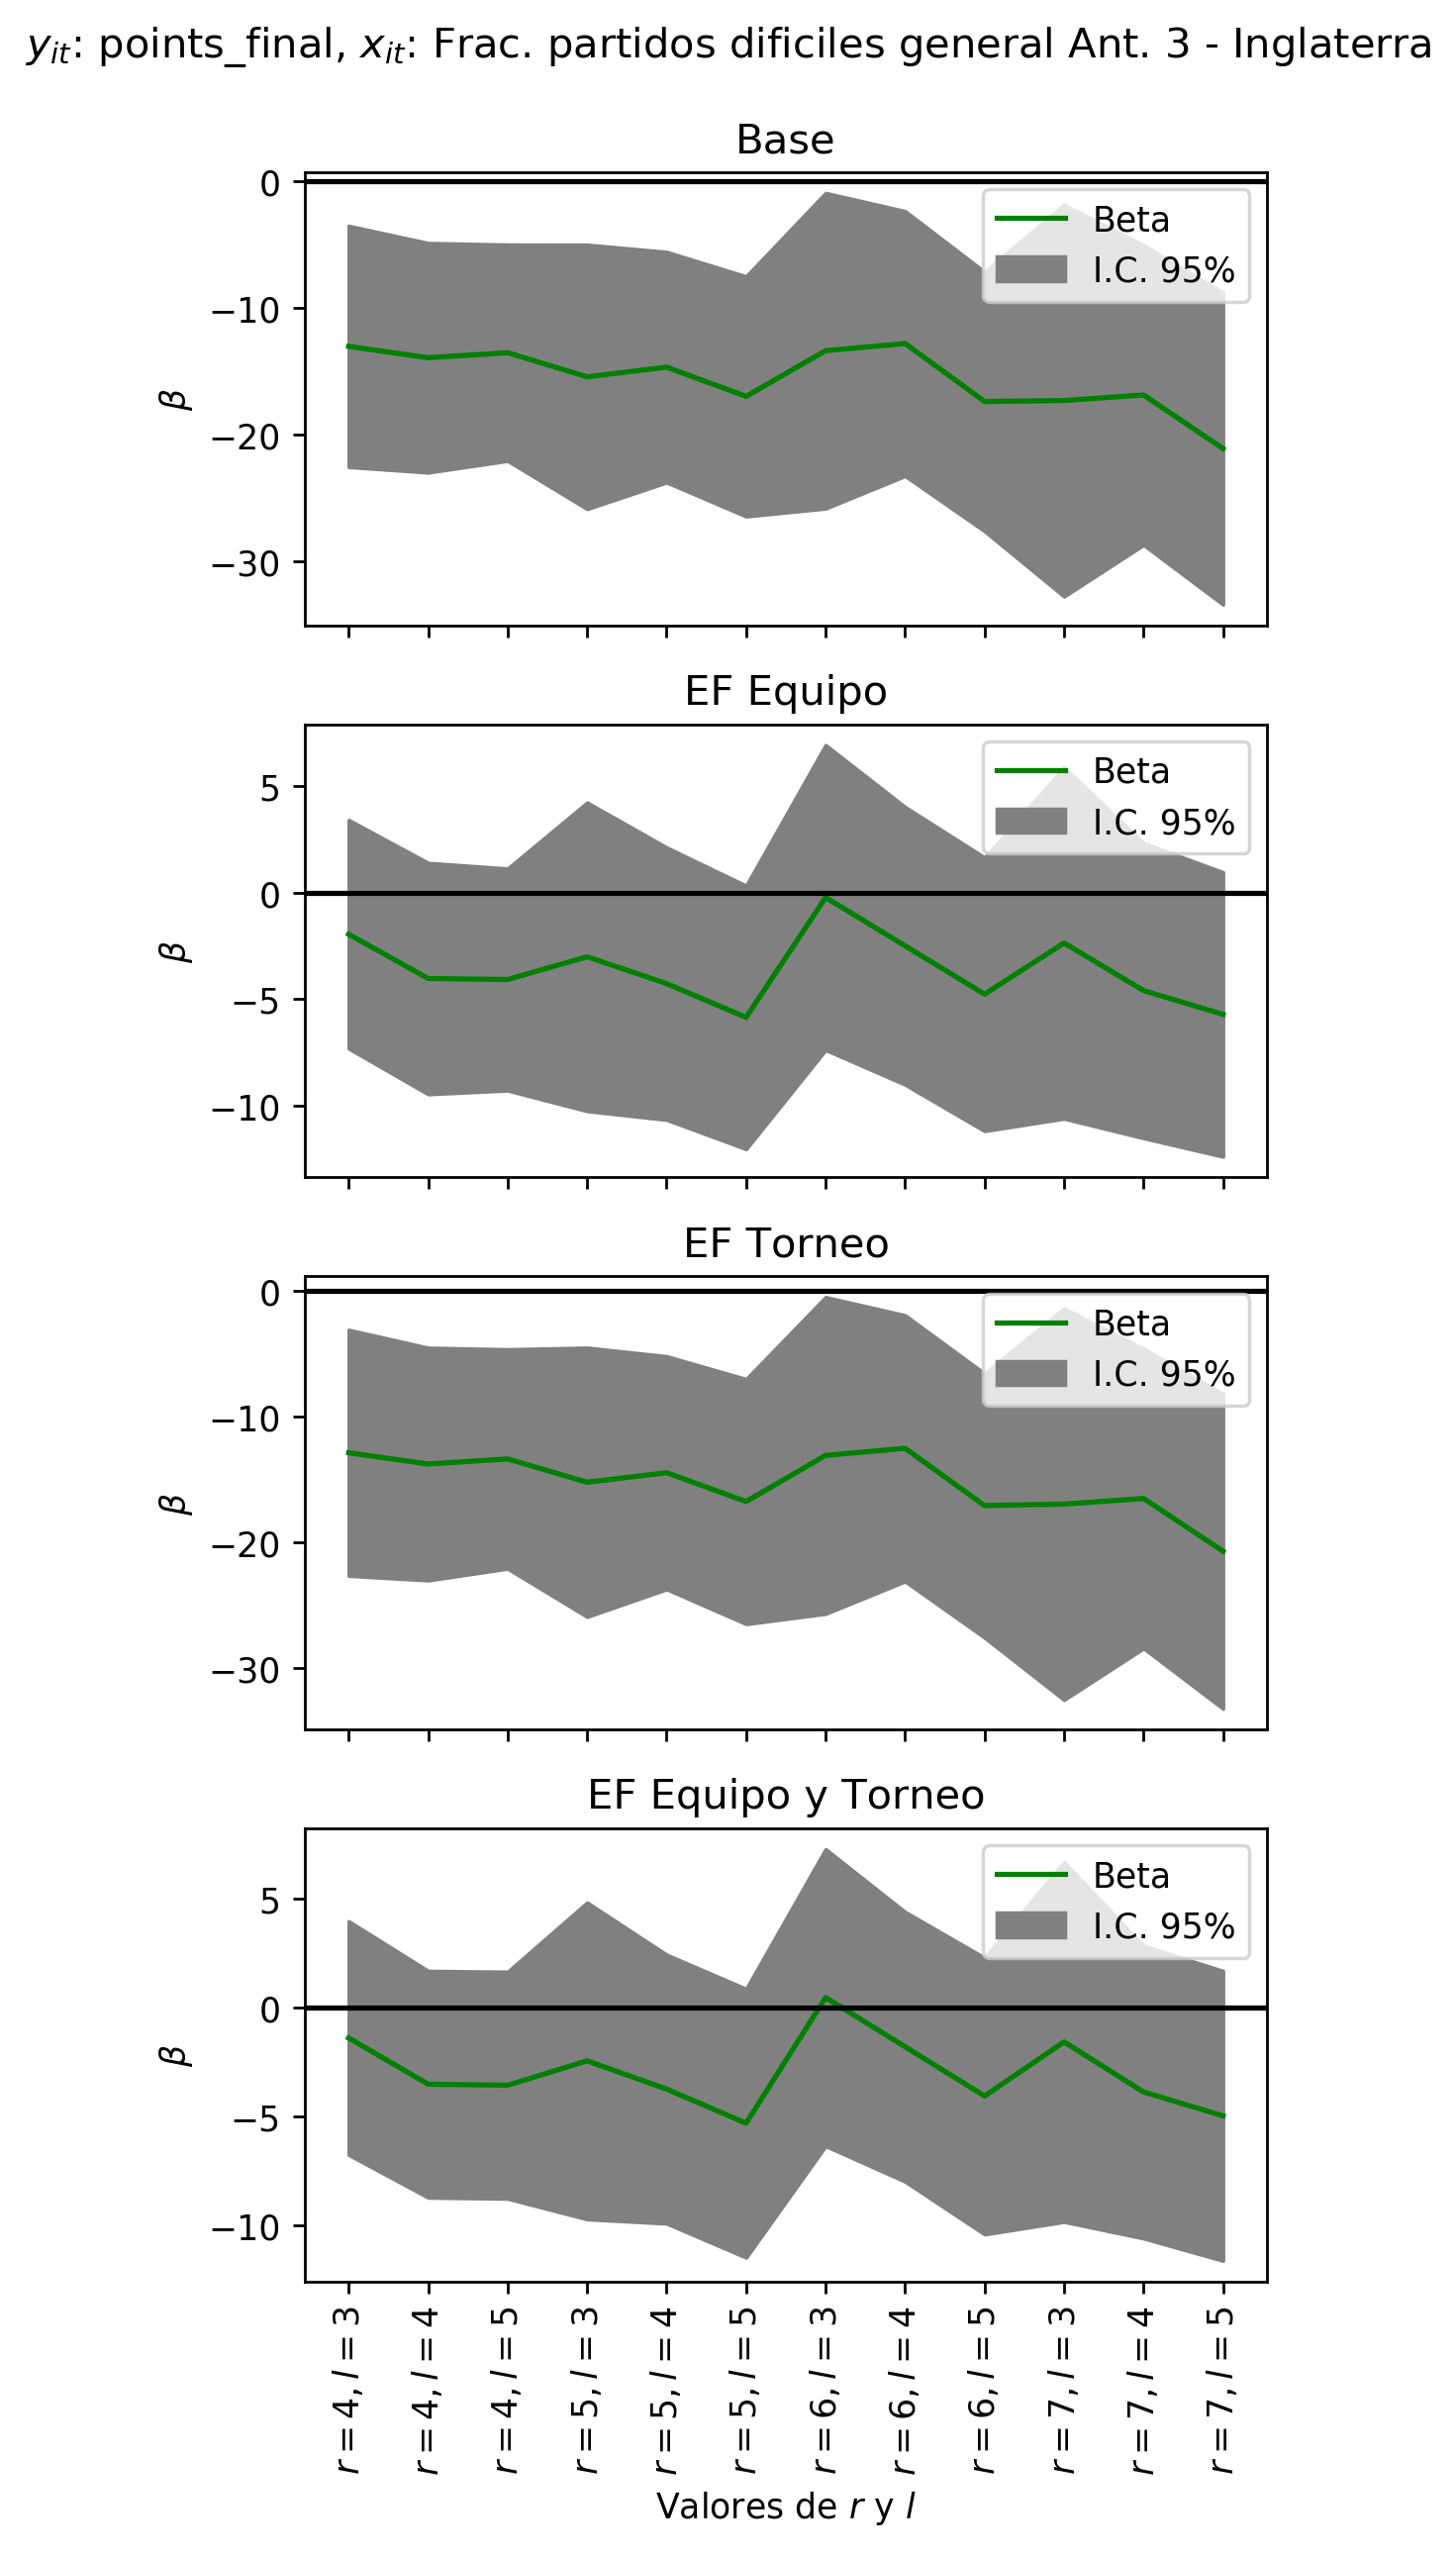 y_it: points_final, x_it: Frac. partidos dificiles general Ant. 3 - Inglaterra
Base
0
−10
−20
−30
β
Beta
I.C. 95%
EF Equipo
5
0
−5
−10
β
Beta
I.C. 95%
EF Torneo
0
−10
−20
−30
β
Beta
I.C. 95%
EF Equipo y Torneo
5
0
−5
−10
β
Beta
I.C. 95%
r = 4, l = 3
r = 4, l = 4
r = 4, l = 5
r = 5, l = 3
r = 5, l = 4
r = 5, l = 5
r = 6, l = 3
r = 6, l = 4
r = 6, l = 5
r = 7, l = 3
r = 7, l = 4
r = 7, l = 5
Valores de r y l